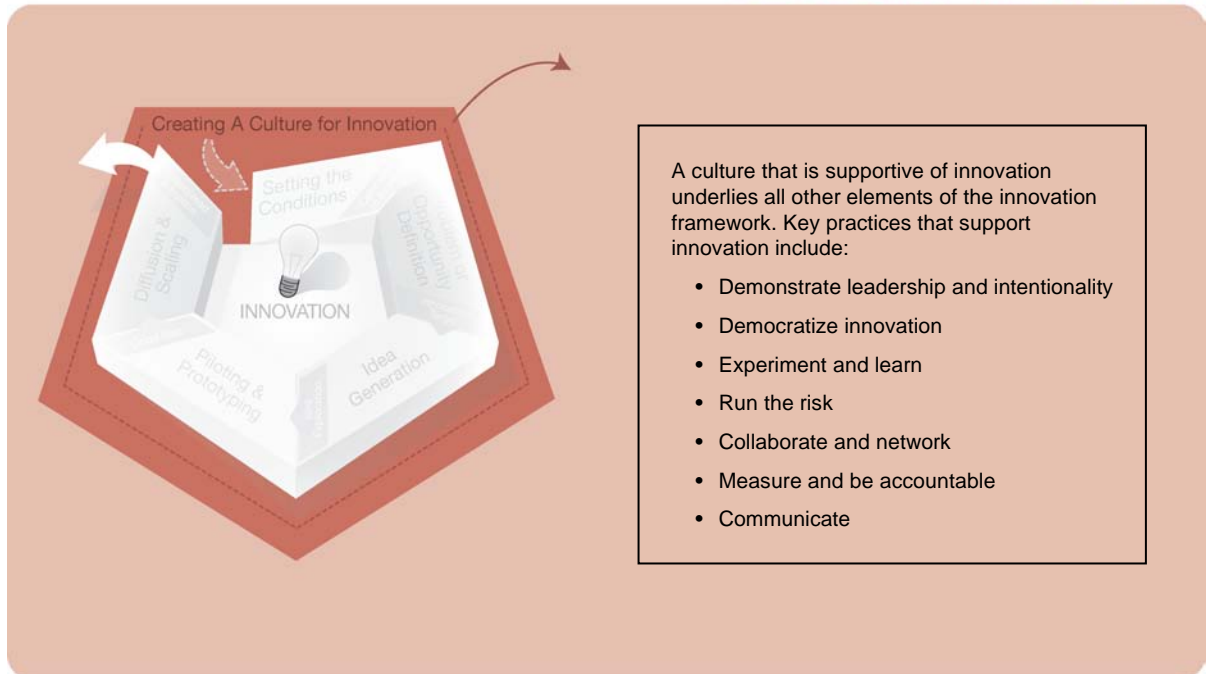 Creating A Culture for Innovation
Setting the
Conditions
Opportunity
Definition
Diffusion &
Scaling
INNOVATION
Piloting &
Prototyping
Idea
Generation
A culture that is supportive of innovation
underlies all other elements of the innovation
framework. Key practices that support
innovation include:
• Demonstrate leadership and intentionality
• Democratize innovation
• Experiment and learn
• Run the risk
• Collaborate and network
• Measure and be accountable
• Communicate